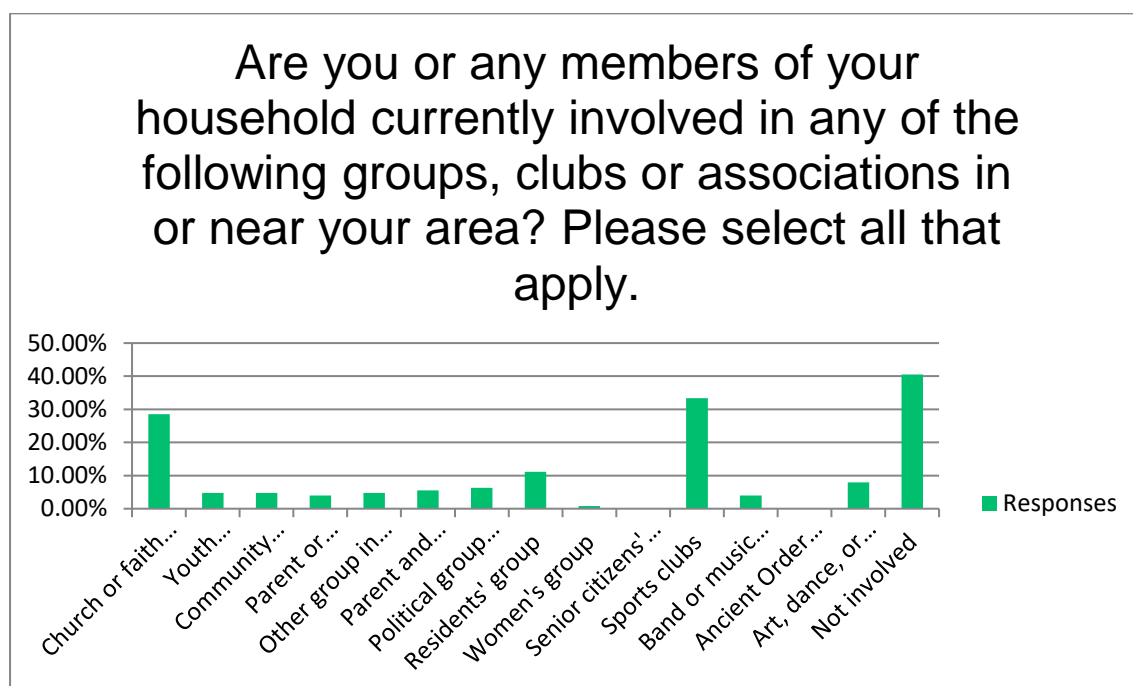 Are you or any members of your
household currently involved in any of the
following groups, clubs or associations in
or near your area? Please select all that
apply.
50.00%
40.00%
30.00%
20.00%
10.00%
0.00%
Church or faith…
Youth…
Community…
Parent or…
Other group in…
Parent and…
Political group…
Residents' group
Women's group
Senior citizens'…
Sports clubs
Band or music…
Ancient Order…
Art, dance, or…
Not involved
Responses